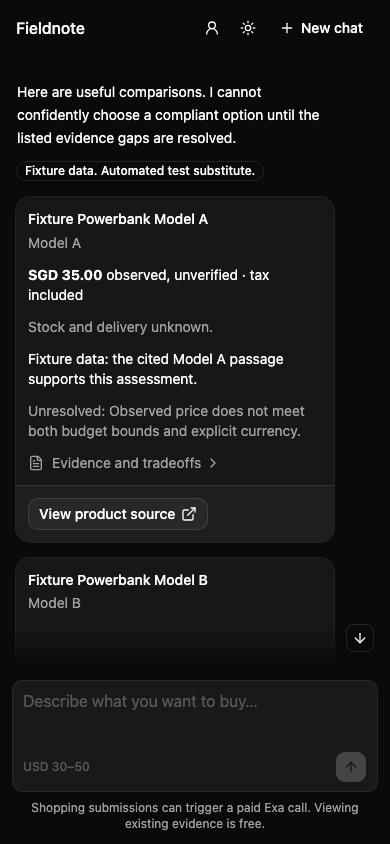 Fieldnote
New chat
Here are useful comparisons. I cannot
confidently choose a compliant option until the
listed evidence gaps are resolved.
Fixture data. Automated test substitute.
Fixture Powerbank Model A
Model A
SGD 35.00 observed, unverified · tax
included
Stock and delivery unknown.
Fixture data: the cited Model A passage
supports this assessment.
Unresolved: Observed price does not meet
both budget bounds and explicit currency.
Evidence and tradeoffs
View product source
Fixture Powerbank Model B
Model B
Describe what you want to buy...
USD 30–50
Shopping submissions can trigger a paid Exa call. Viewing
existing evidence is free.